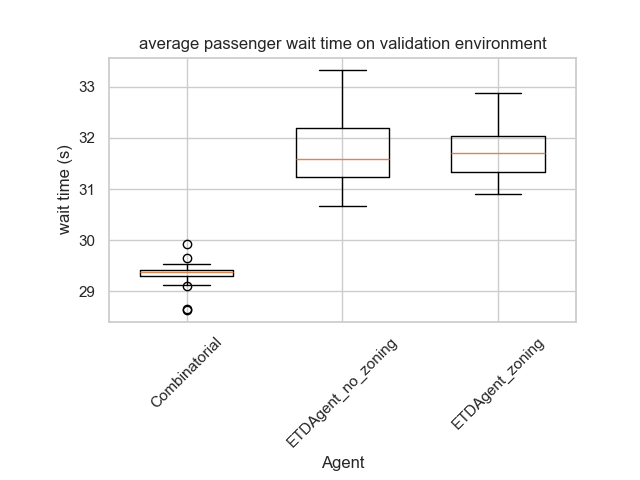 average passenger wait time on validation environment
wait time (s)
33
32
31
30
29
Combinatorial
ETDAgent_no_zoning
ETDAgent_zoning
Agent